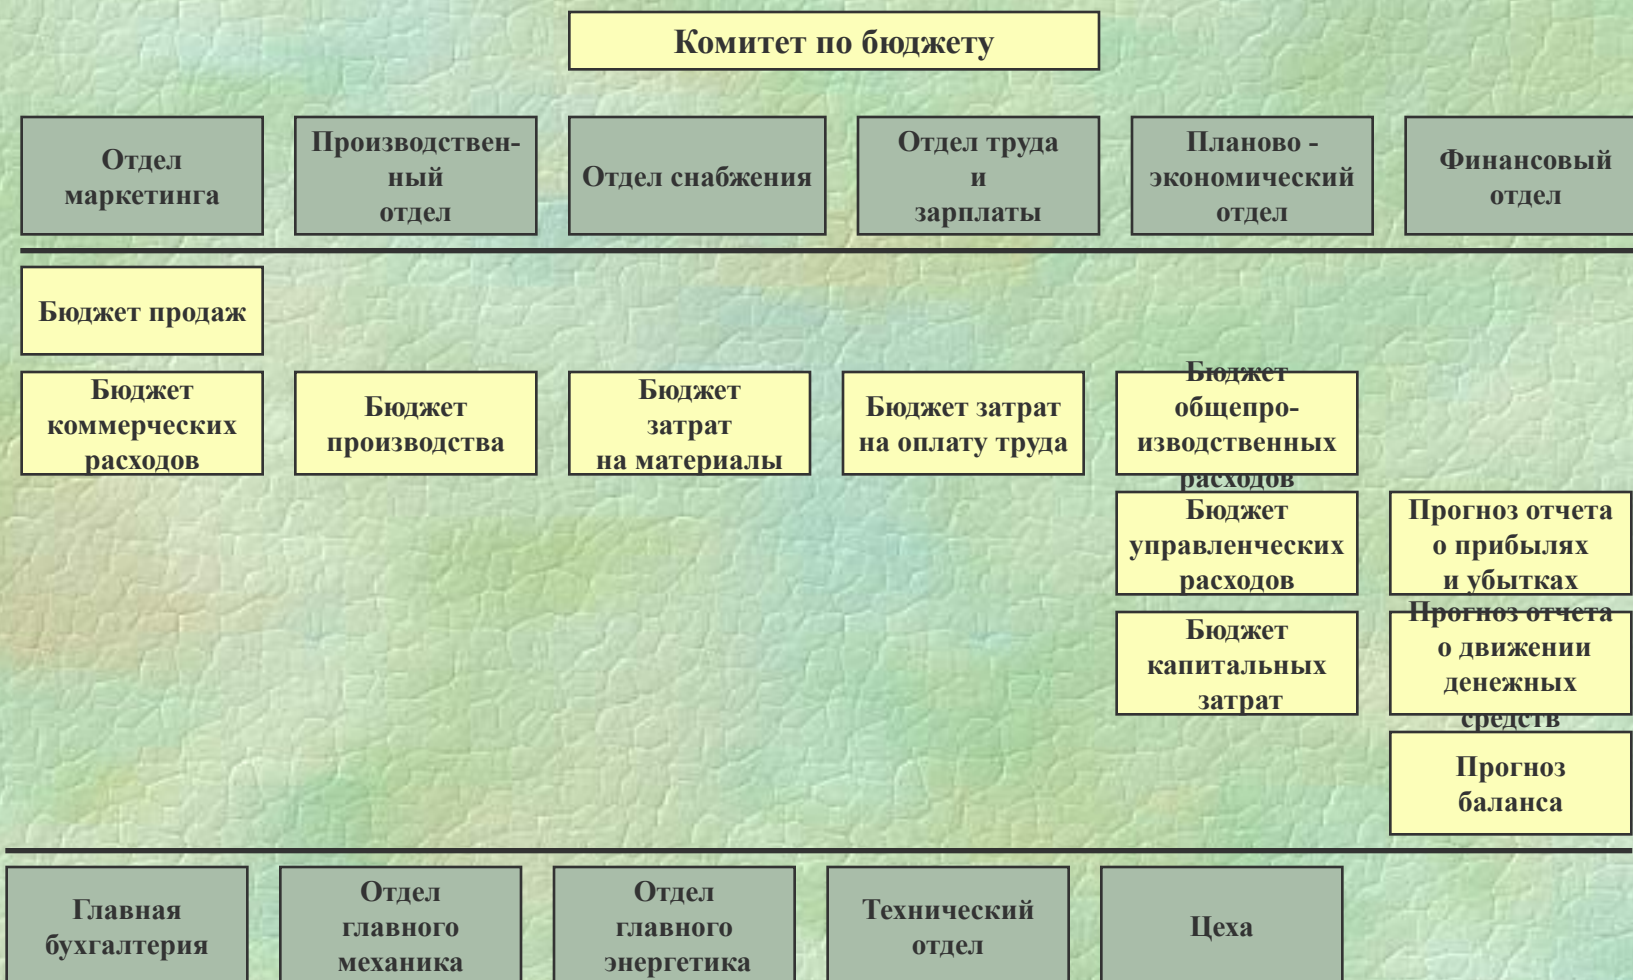 Комитет по бюджету
Отдел
маркетинга
Производствен-
ный
отдел
Отдел снабжения
Отдел труда
и
зарплаты
Планово -
экономический
отдел
Финансовый
отдел
Бюджет продаж
Бюджет
коммерческих
расходов
Бюджет
производства
Бюджет
затрат
на материалы
Бюджет затрат
на оплату труда
Бюджет
общепро-
изводственных
расходов
Бюджет
управленческих
расходов
Прогноз отчета
о прибылях
и убытках
Бюджет
капитальных
затрат
Прогноз отчета
о движении
денежных
средств
Прогноз
баланса
Главная
бухгалтерия
Отдел
главного
механика
Отдел
главного
энергетика
Технический
отдел
Цеха